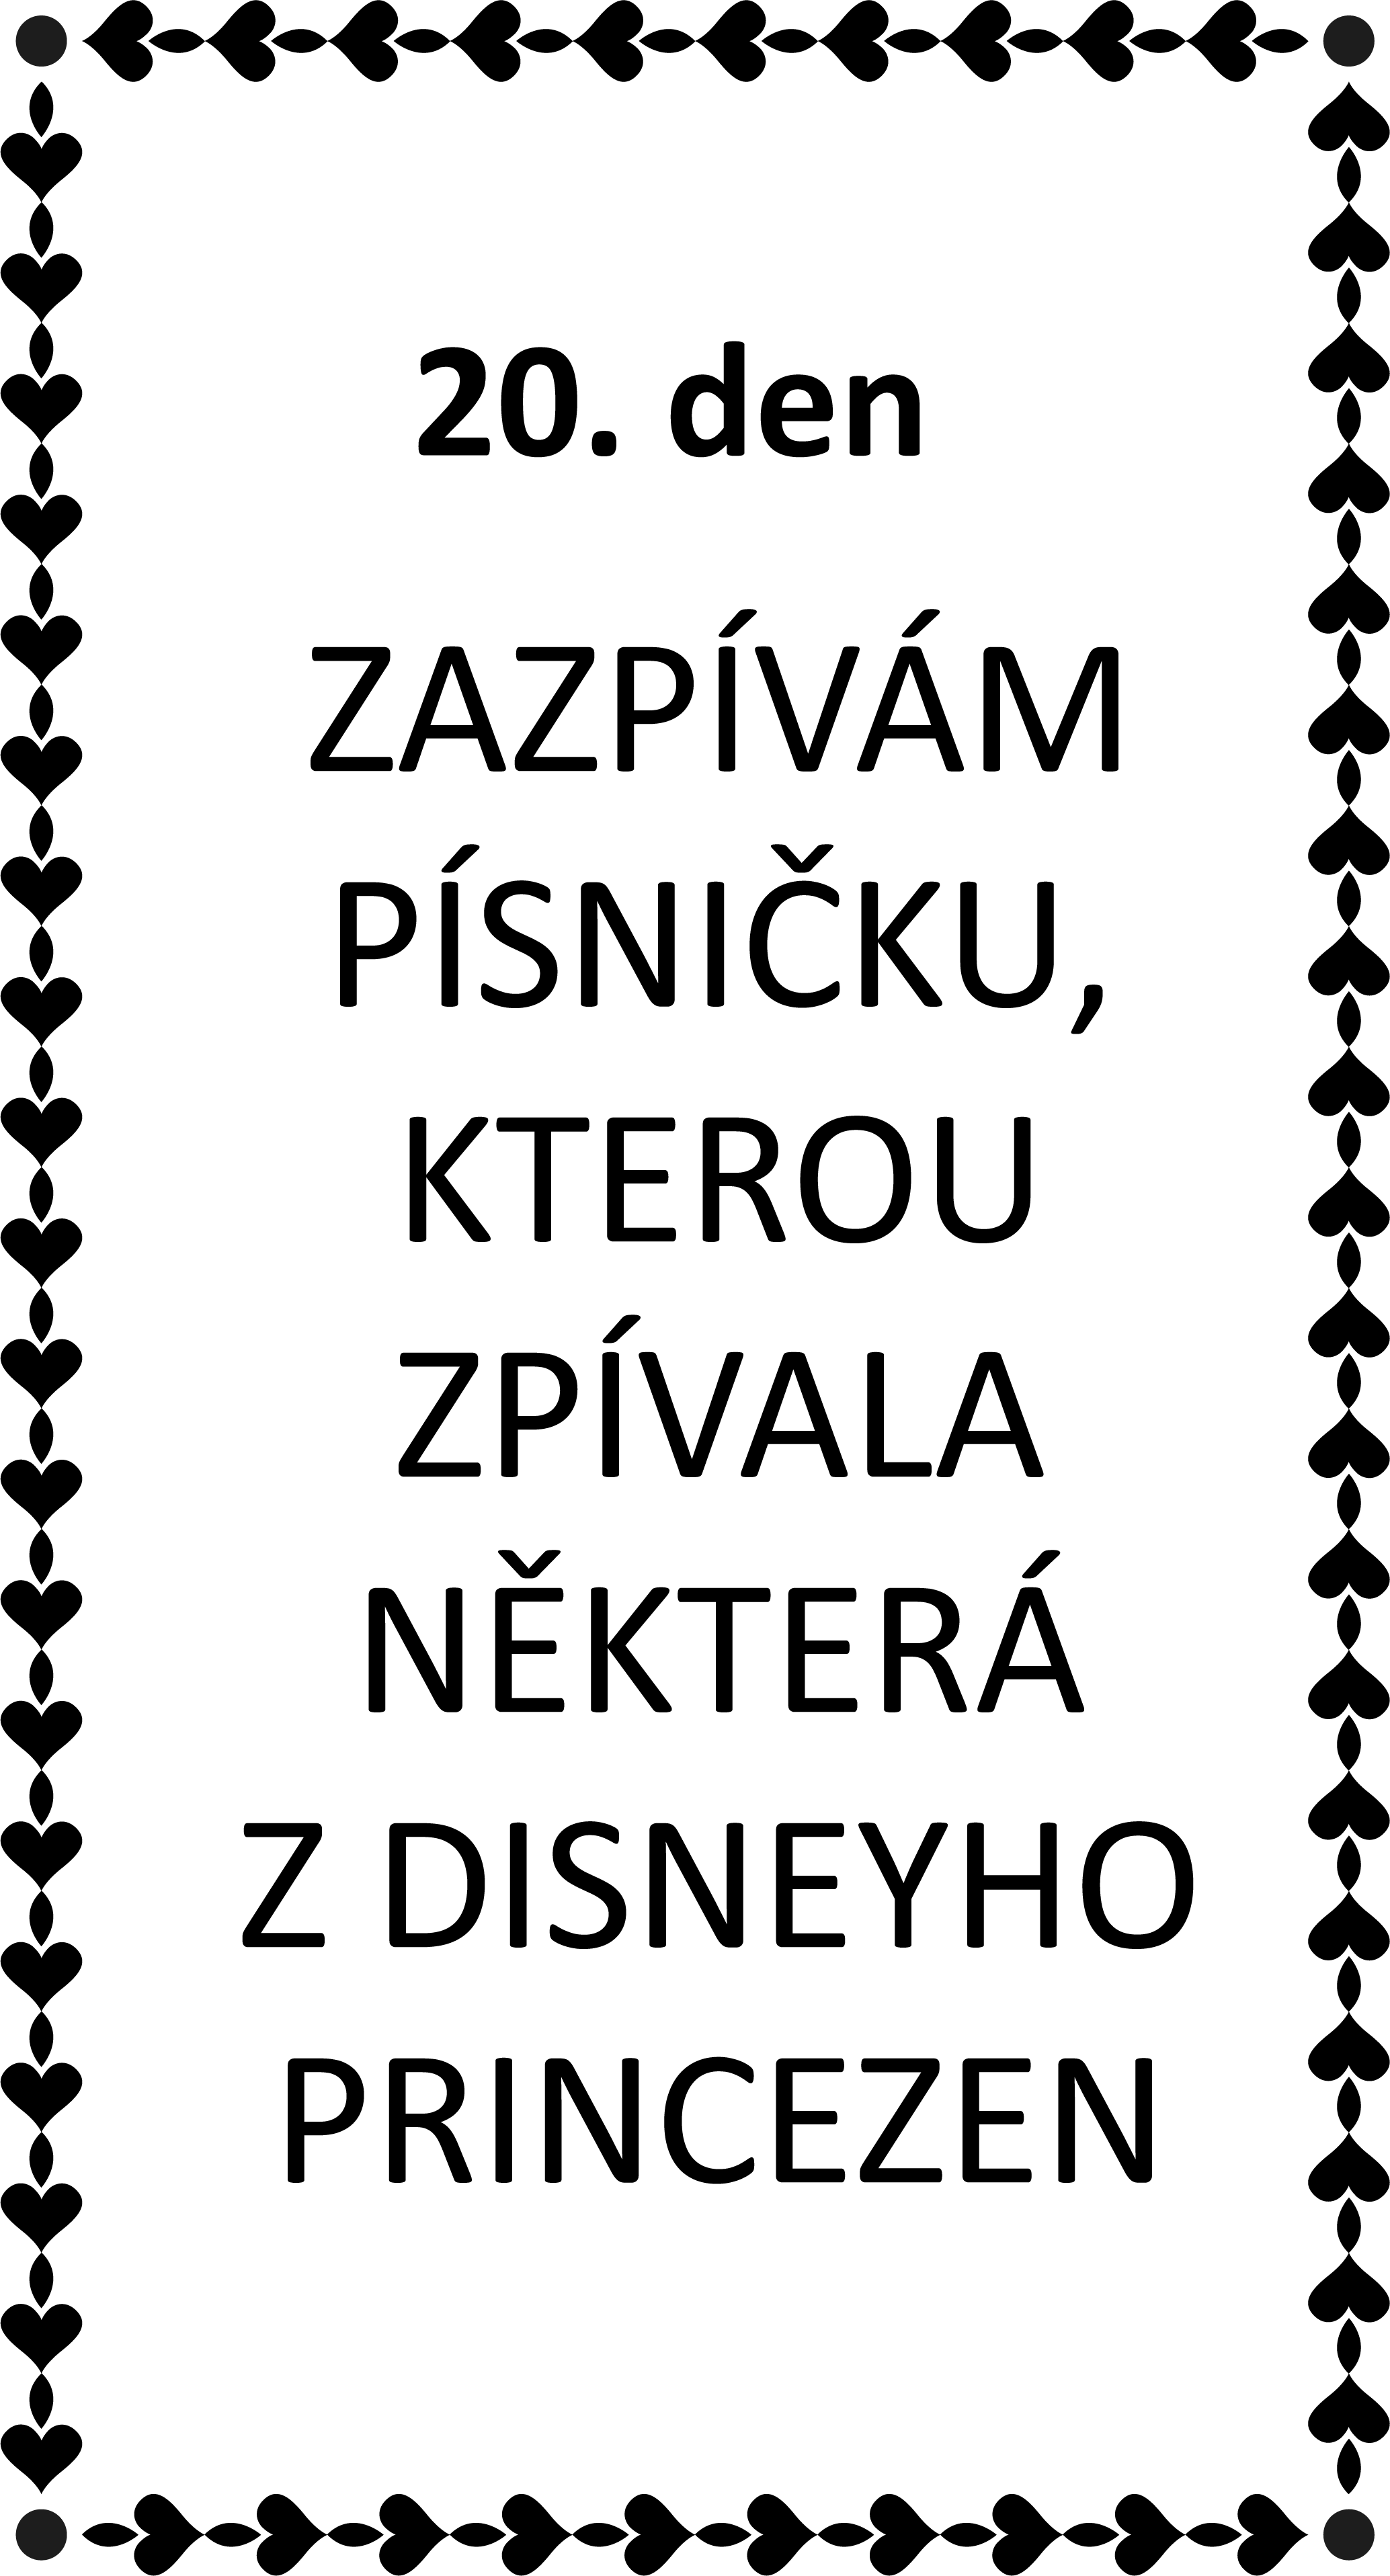 20. den
ZAZPÍVÁM
PÍSNIČKU,
KTEROU
ZPÍVALA
NĚKTERÁ
Z DISNEYHO
PRINCEZEN